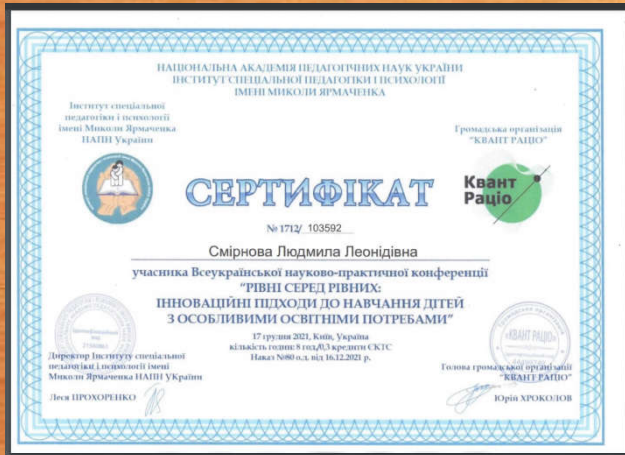 НАЦІОНАЛЬНА АКАДЕМІЯ ПЕДАГОГІЧНИХ НАУК УКРАЇНИ
ІНСТИТУТ СПЕЦІАЛЬНОЇ ПЕДАГОГІКИ І ПСИХОЛОГІЇ
ІМЕНІ МИКОЛИ ЯРМАЧЕНКА
Інститут спеціальної
педагогіки і психології
імені Миколи Ярмаченка
НАПН України
Громадська організація
"КВАНТ РАЦІО"
Квант
Раціо
СЕРТИФІКАТ
№ 1712/ 103592
Смірнова Людмила Леонідівна
учасника Всеукраїнської науково-практичної конференції
"РІВНІ СЕРЕД РІВНИХ:
ІННОВАЦІЙНІ ПІДХОДИ ДО НАВЧАННЯ ДІТЕЙ
З ОСОБЛИВИМИ ОСВІТНІМИ ПОТРЕБАМИ"
17 грудня 2021, Київ, Україна
кількість годин: 8 год./0,3 кредити ЄКТС
Наказ №80 о.д. від 16.12.2021 р.
Директор Інституту спеціальної
педагогіки і психології імені
Миколи Ярмаченка НАПН УКраїни
Леся ПРОХОРЕНКО
«КВАНТ РАЦІО»
Голова громадської організації
"КВАНТ РАЦІО"
Юрій ХРОКОЛОВ